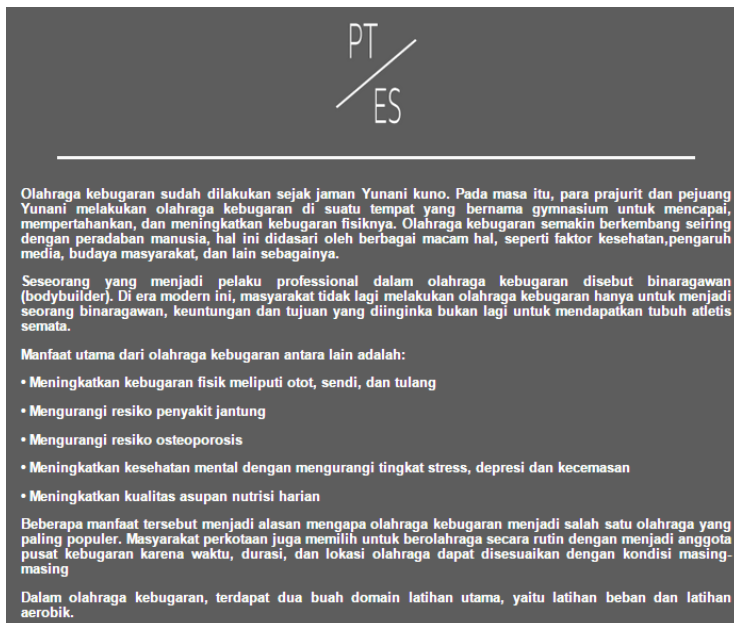 PT
ES
Olahraga kebugaran sudah dilakukan sejak jaman Yunani kuno. Pada masa itu, para prajurit dan pejuang
Yunani melakukan olahraga kebugaran di suatu tempat yang bernama gymnasium untuk mencapai,
mempertahankan, dan meningkatkan kebugaran fisiknya. Olahraga kebugaran semakin berkembang seiring
dengan peradaban manusia, hal ini didasari oleh berbagai macam hal, seperti faktor kesehatan,pengaruh
media, budaya masyarakat, dan lain sebagainya.
Seseorang yang menjadi pelaku professional dalam olahraga kebugaran disebut binaragawan
(bodybuilder). Di era modern ini, masyarakat tidak lagi melakukan olahraga kebugaran hanya untuk menjadi
seorang binaragawan, keuntungan dan tujuan yang diinginka bukan lagi untuk mendapatkan tubuh atletis
semata.
Manfaat utama dari olahraga kebugaran antara lain adalah:
• Meningkatkan kebugaran fisik meliputi otot, sendi, dan tulang
• Mengurangi resiko penyakit jantung
• Mengurangi resiko osteoporosis
• Meningkatkan kesehatan mental dengan mengurangi tingkat stress, depresi dan kecemasan
• Meningkatkan kualitas asupan nutrisi harian
Beberapa manfaat tersebut menjadi alasan mengapa olahraga kebugaran menjadi salah satu olahraga yang
paling populer. Masyarakat perkotaan juga memilih untuk berolahraga secara rutin dengan menjadi anggota
pusat kebugaran karena waktu, durasi, dan lokasi olahraga dapat disesuaikan dengan kondisi masing-
masing
Dalam olahraga kebugaran, terdapat dua buah domain latihan utama, yaitu latihan beban dan latihan
aerobik.